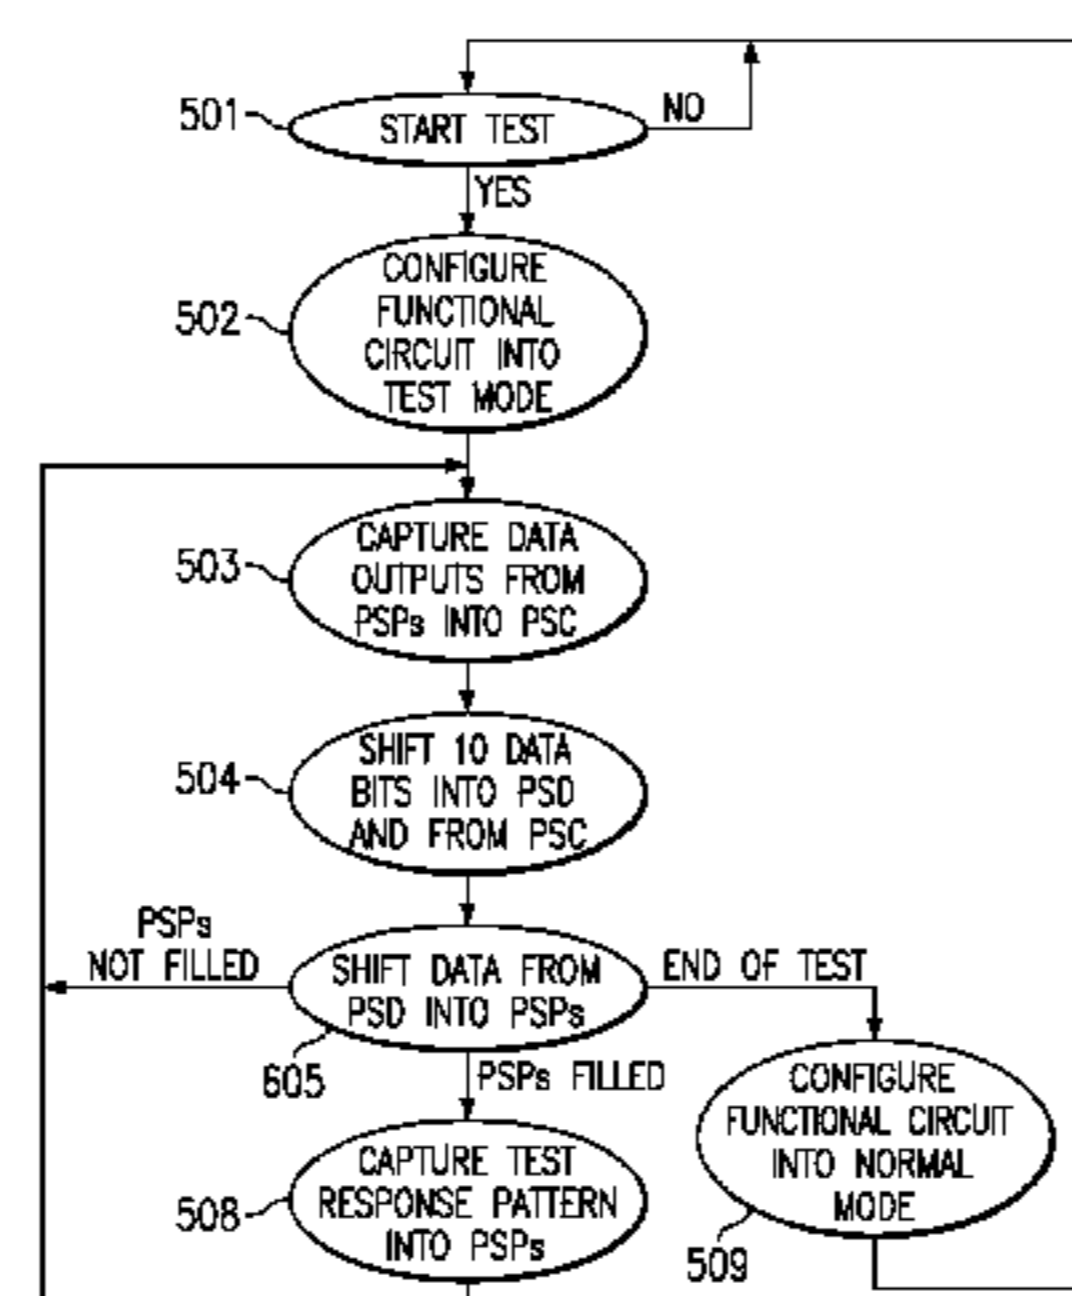 501
START TEST
NO
YES
502
CONFIGURE
FUNCTIONAL
CIRCUIT INTO
TEST MODE
503
CAPTURE DATA
OUTPUTS FROM
PSPs INTO PSC
504
SHIFT 10 DATA
BITS INTO PSD
AND FROM PSC
PSPs
NOT FILLED
SHIFT DATA FROM
PSD INTO PSPs
END OF TEST
605
PSPs FILLED
CONFIGURE
FUNCTIONAL CIRCUIT
INTO NORMAL
MODE
509
508
CAPTURE TEST
RESPONSE PATTERN
INTO PSPs